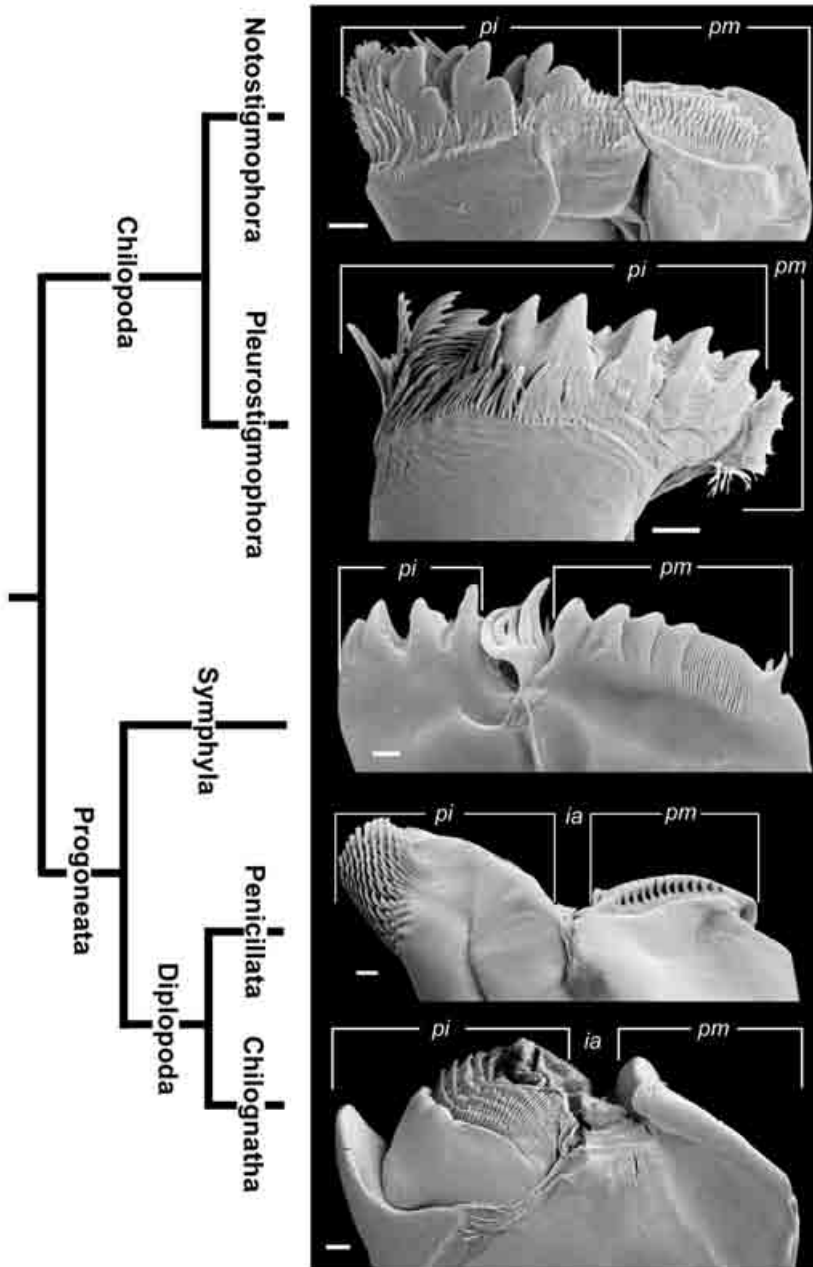 Notostigmophora
Chilopoda
Pleurostigmophora
Symphyla
Progoneata
Penicillata
Diplopoda
Chilognatha
pi
pm
pi
pm
pi
pm
pi
ia
pm
pi
ia
pm